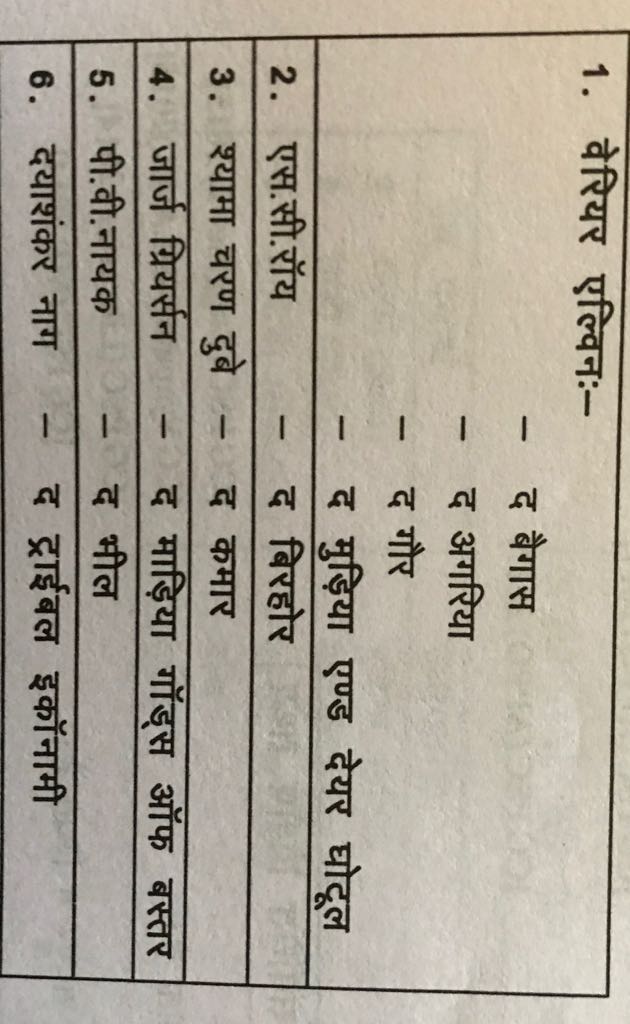 1. वेरियर एल्विनः–
– द बैगास
– द अगरिया
– द गौर
– द मुड़िया एण्ड देयर घोटूल
2. एस.सी.रॉय – द बिरहोर
3. श्यामा चरण दुबे – द कमार
4. जार्ज ग्रियर्सन – द माड़िया गोंड्स ऑफ बस्तर
5. पी.वी.नायक – द भील
6. दयाशंकर नाग – द ट्राईबल इकॉनामी